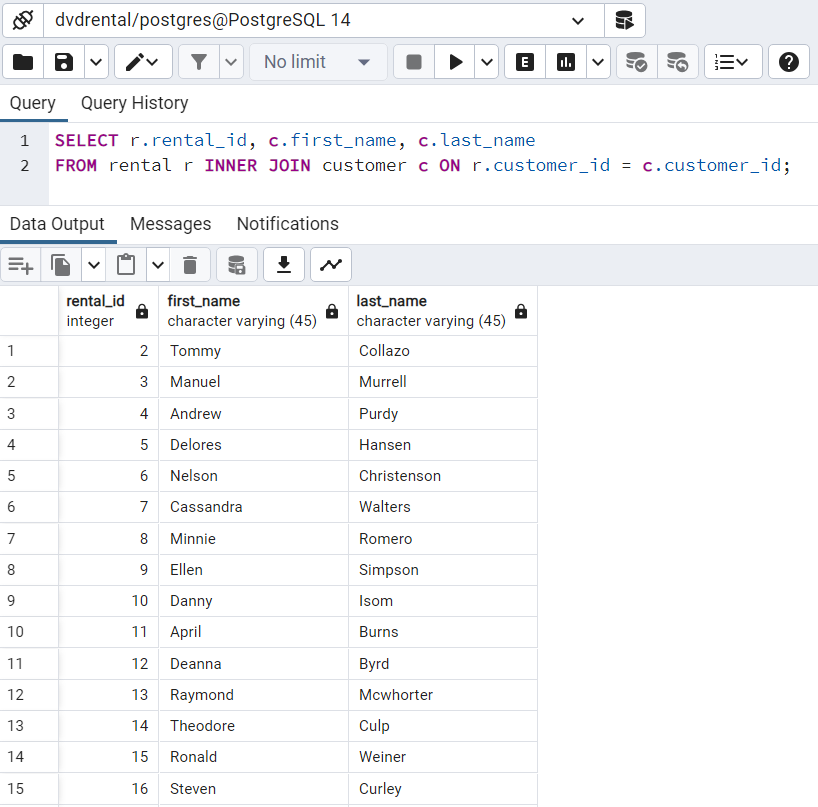 dvdrental/postgres@PostgreSQL 14
No limit
E
Query Query History
1 SELECT r.rental_id, c.first_name, c.last_name
2 FROM rental r INNER JOIN customer c ON r.customer_id = c.customer_id;
Data Output Messages Notifications
rental_id first_name last_name
integer character varying (45) character varying (45)
1 2 Tommy Collazo
2 3 Manuel Murrell
3 4 Andrew Purdy
4 5 Delores Hansen
5 6 Nelson Christenson
6 7 Cassandra Walters
7 8 Minnie Romero
8 9 Ellen Simpson
9 10 Danny Isom
10 11 April Burns
11 12 Deanna Byrd
12 13 Raymond Mcwhorter
13 14 Theodore Culp
14 15 Ronald Weiner
15 16 Steven Curley